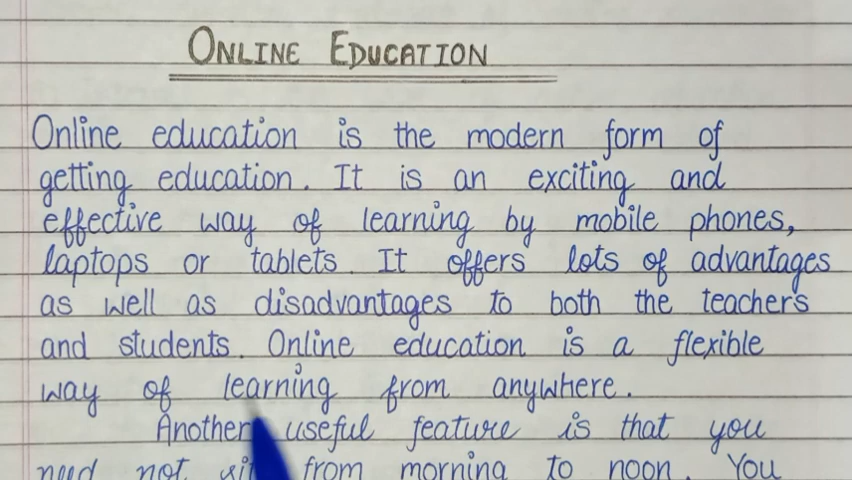 ONLINE EDUCATION
Online education is the modern form of
getting education. It is an exciting and
effective way of learning by mobile phones,
laptops or tablets. It offers lots of advantages
as well as disadvantages to both the teachers
and students. Online education is a flexible
way of learning from anywhere.
Another useful feature is that you
need not sit from morning to noon. You